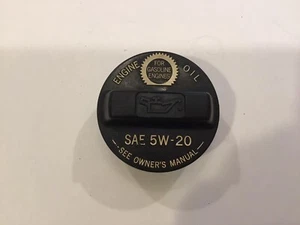 ENGINE OIL
FOR
GASOLINE
ENGINES
SAE 5W-20
—SEE OWNER'S MANUAL—